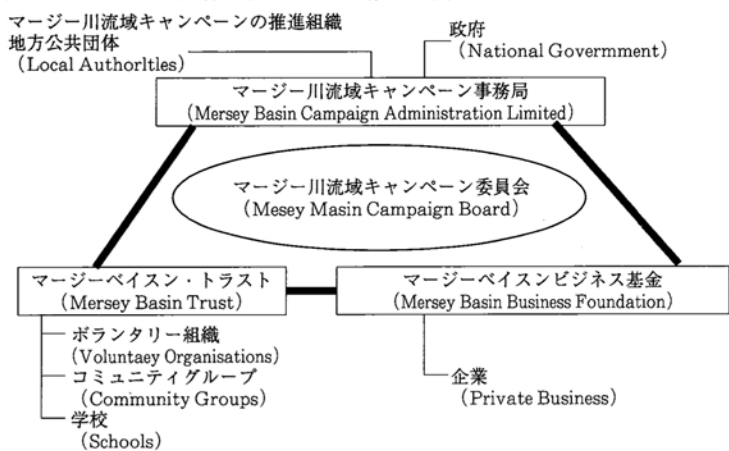 マージー川流域キャンペーンの推進組織
地方公共団体
(Local Authorltles)
政府
(National Government)
マージー川流域キャンペーン事務局
(Mersey Basin Campaign Administration Limited)
マージー川流域キャンペーン委員会
(Mesey Masin Campaign Board)
マージーベイスン・トラスト
(Mersey Basin Trust)
マージーベイスンビジネス基金
(Mersey Basin Business Foundation)
ボランタリー組織
(Voluntaey Organisations)
コミュニティグループ
(Community Groups)
学校
(Schools)
企業
(Private Business)